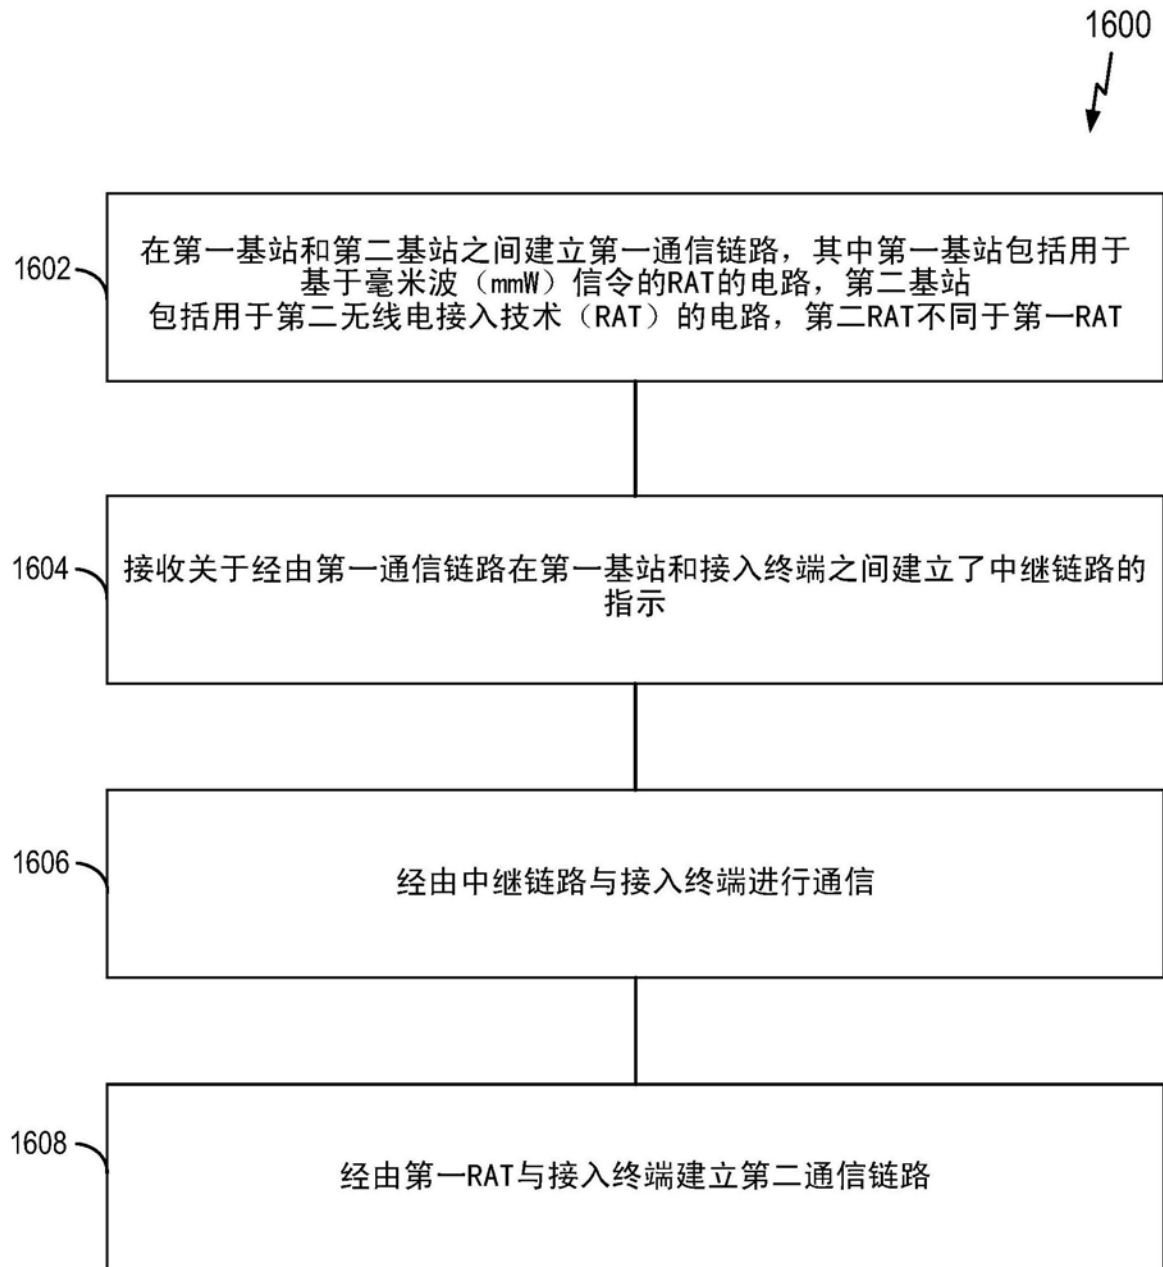 1600
1602
在第一基站和第二基站之间建立第一通信链路，其中第一基站包括用于
基于毫米波（mmW）信令的RAT的电路，第二基站
包括用于第二无线电接入技术（RAT）的电路，第二RAT不同于第一RAT
1604
接收关于经由第一通信链路在第一基站和接入终端之间建立了中继链路的
指示
1606
经由中继链路与接入终端进行通信
1608
经由第一RAT与接入终端建立第二通信链路